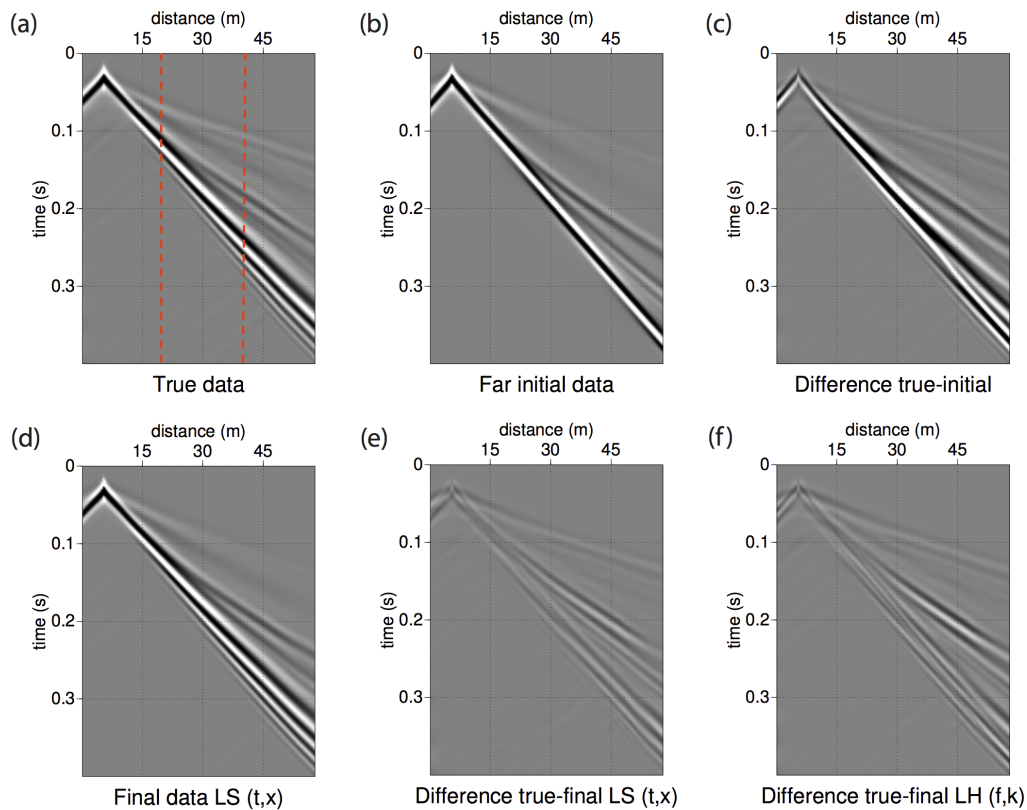 (a)
distance (m)
15 30 45
0
0.1
0.2
0.3
time (s)
True data
(b)
distance (m)
15 30 45
0
0.1
0.2
0.3
time (s)
Far initial data
(c)
distance (m)
15 30 45
0
0.1
0.2
0.3
time (s)
Difference true-initial
(d)
distance (m)
15 30 45
0
0.1
0.2
0.3
time (s)
Final data LS (t,x)
(e)
distance (m)
15 30 45
0
0.1
0.2
0.3
time (s)
Difference true-final LS (t,x)
(f)
distance (m)
15 30 45
0
0.1
0.2
0.3
time (s)
Difference true-final LH (f,k)